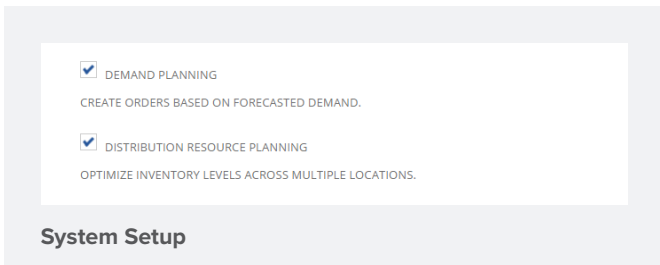 DEMAND PLANNING
CREATE ORDERS BASED ON FORECASTED DEMAND.
DISTRIBUTION RESOURCE PLANNING
OPTIMIZE INVENTORY LEVELS ACROSS MULTIPLE LOCATIONS.
System Setup